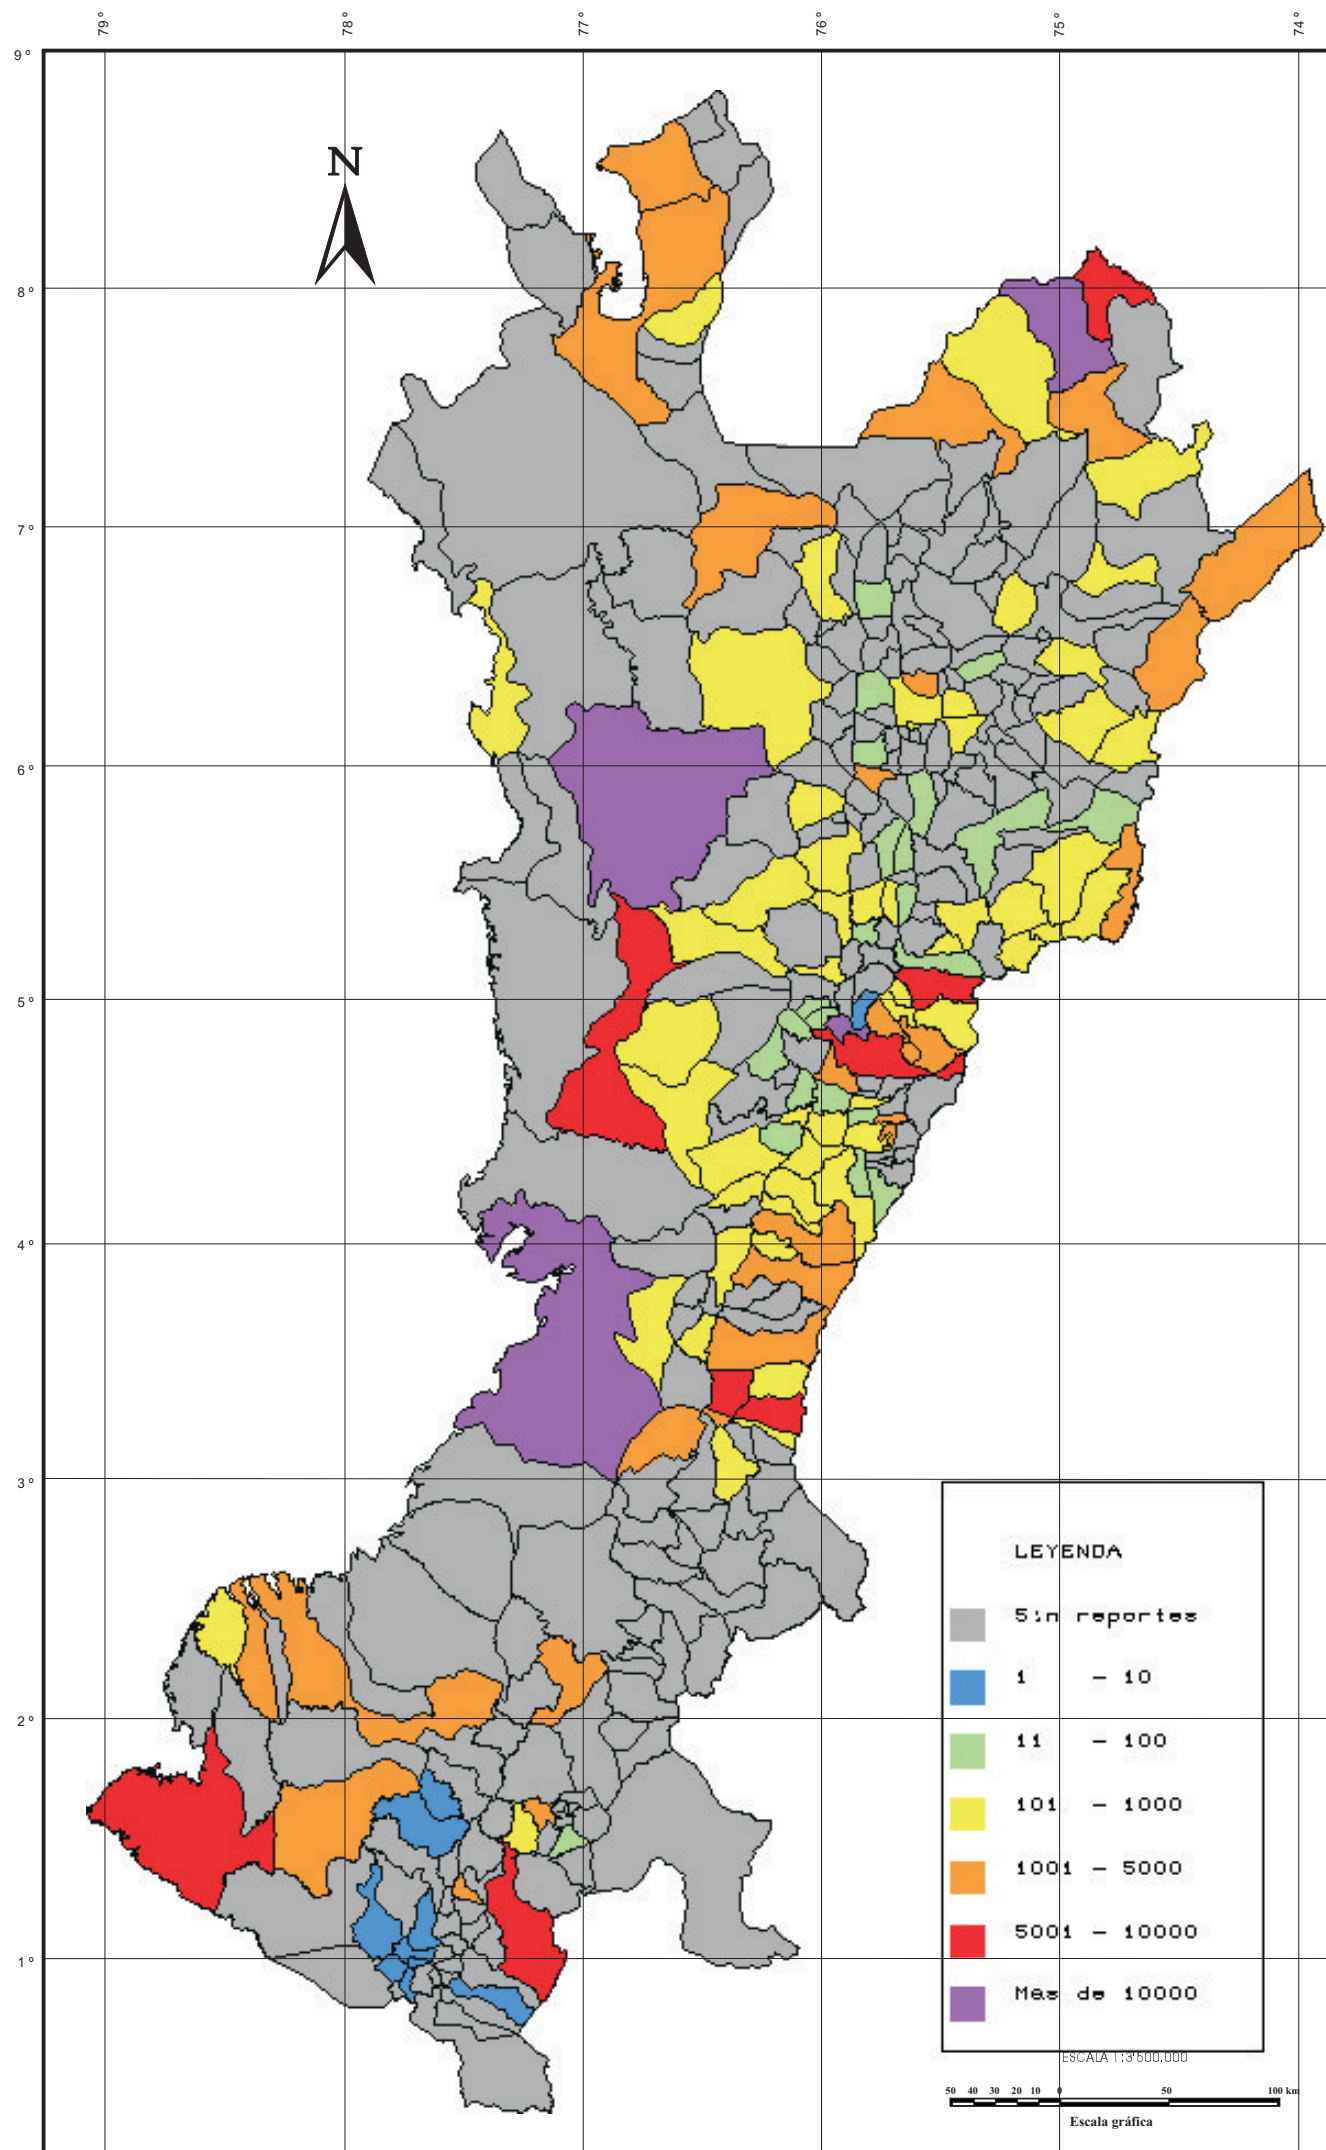 79° 78° 77° 76° 75° 74°
9°
N
8°
7°
6°
5°
4°
3°
LEYENDA
Sin reportes
1 - 10
11 - 100
2°
101 - 1000
1001 - 5000
5001 - 10000
1°
Mas de 10000
ESCALA 1:3'500.000
50 40 30 20 10 0 50 100 km
Escala gráfica